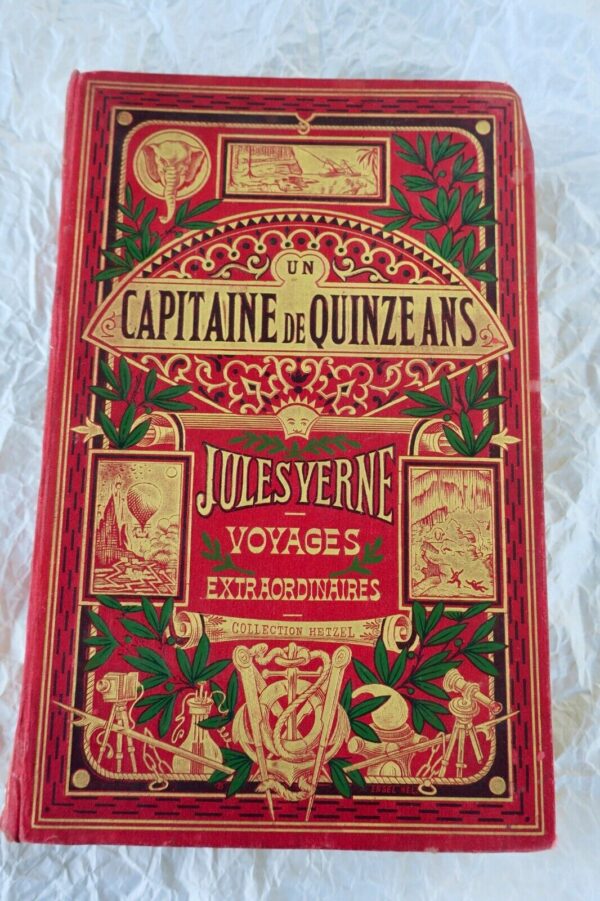 UN
CAPITAINE DE QUINZE ANS
JULES VERNE
VOYAGES
EXTRAORDINAIRES
COLLECTION HETZEL